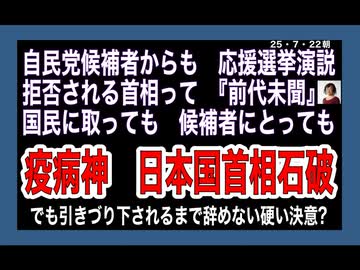 25・7・22朝
自民党候補者からも　応援選挙演説
拒否される首相って『前代未聞』
国民に取っても　候補者にとっても
疫病神　日本国首相石破
でも引きづり下されるまで辞めない硬い決意?